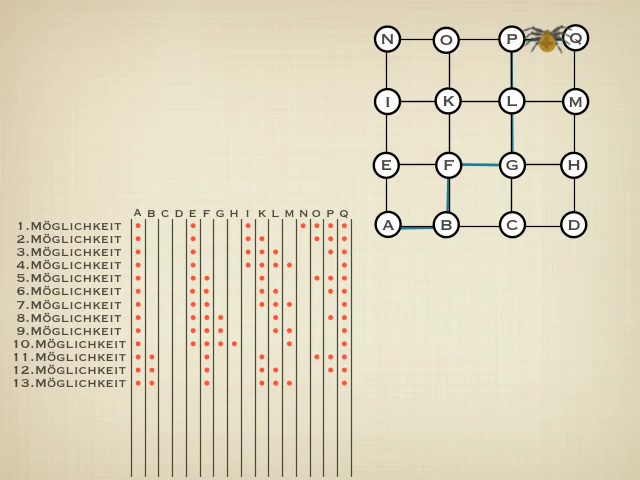 N O P Q
I K L M
E F G H
A B C D
A B C D E F G H I K L M N O P Q
1.Möglichkeit
2.Möglichkeit
3.Möglichkeit
4.Möglichkeit
5.Möglichkeit
6.Möglichkeit
7.Möglichkeit
8.Möglichkeit
9.Möglichkeit
10.Möglichkeit
11.Möglichkeit
12.Möglichkeit
13.Möglichkeit